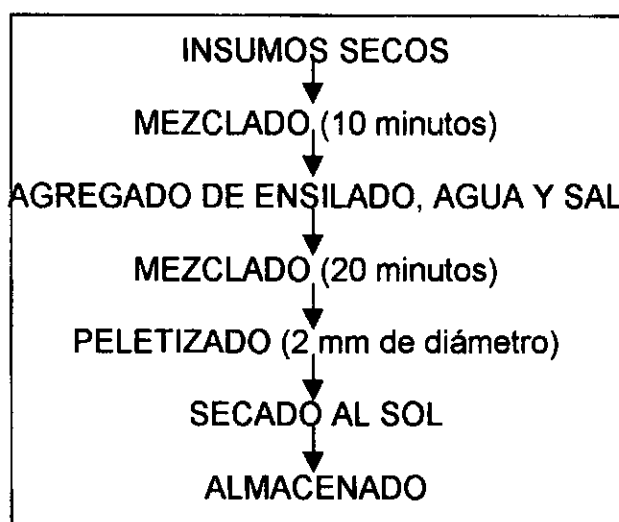 INSUMOS SECOS
MEZCLADO (10 minutos)
AGREGADO DE ENSILADO, AGUA Y SAL
MEZCLADO (20 minutos)
PELETIZADO (2 mm de diámetro)
SECADO AL SOL
ALMACENADO